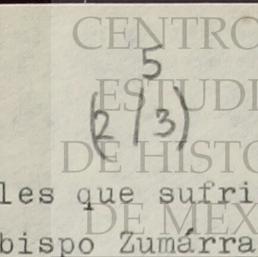 CENTRO
5
ESTUDI
(2/3)
DE HISTO
les que sufri
DE MEX
bispo Zumárra